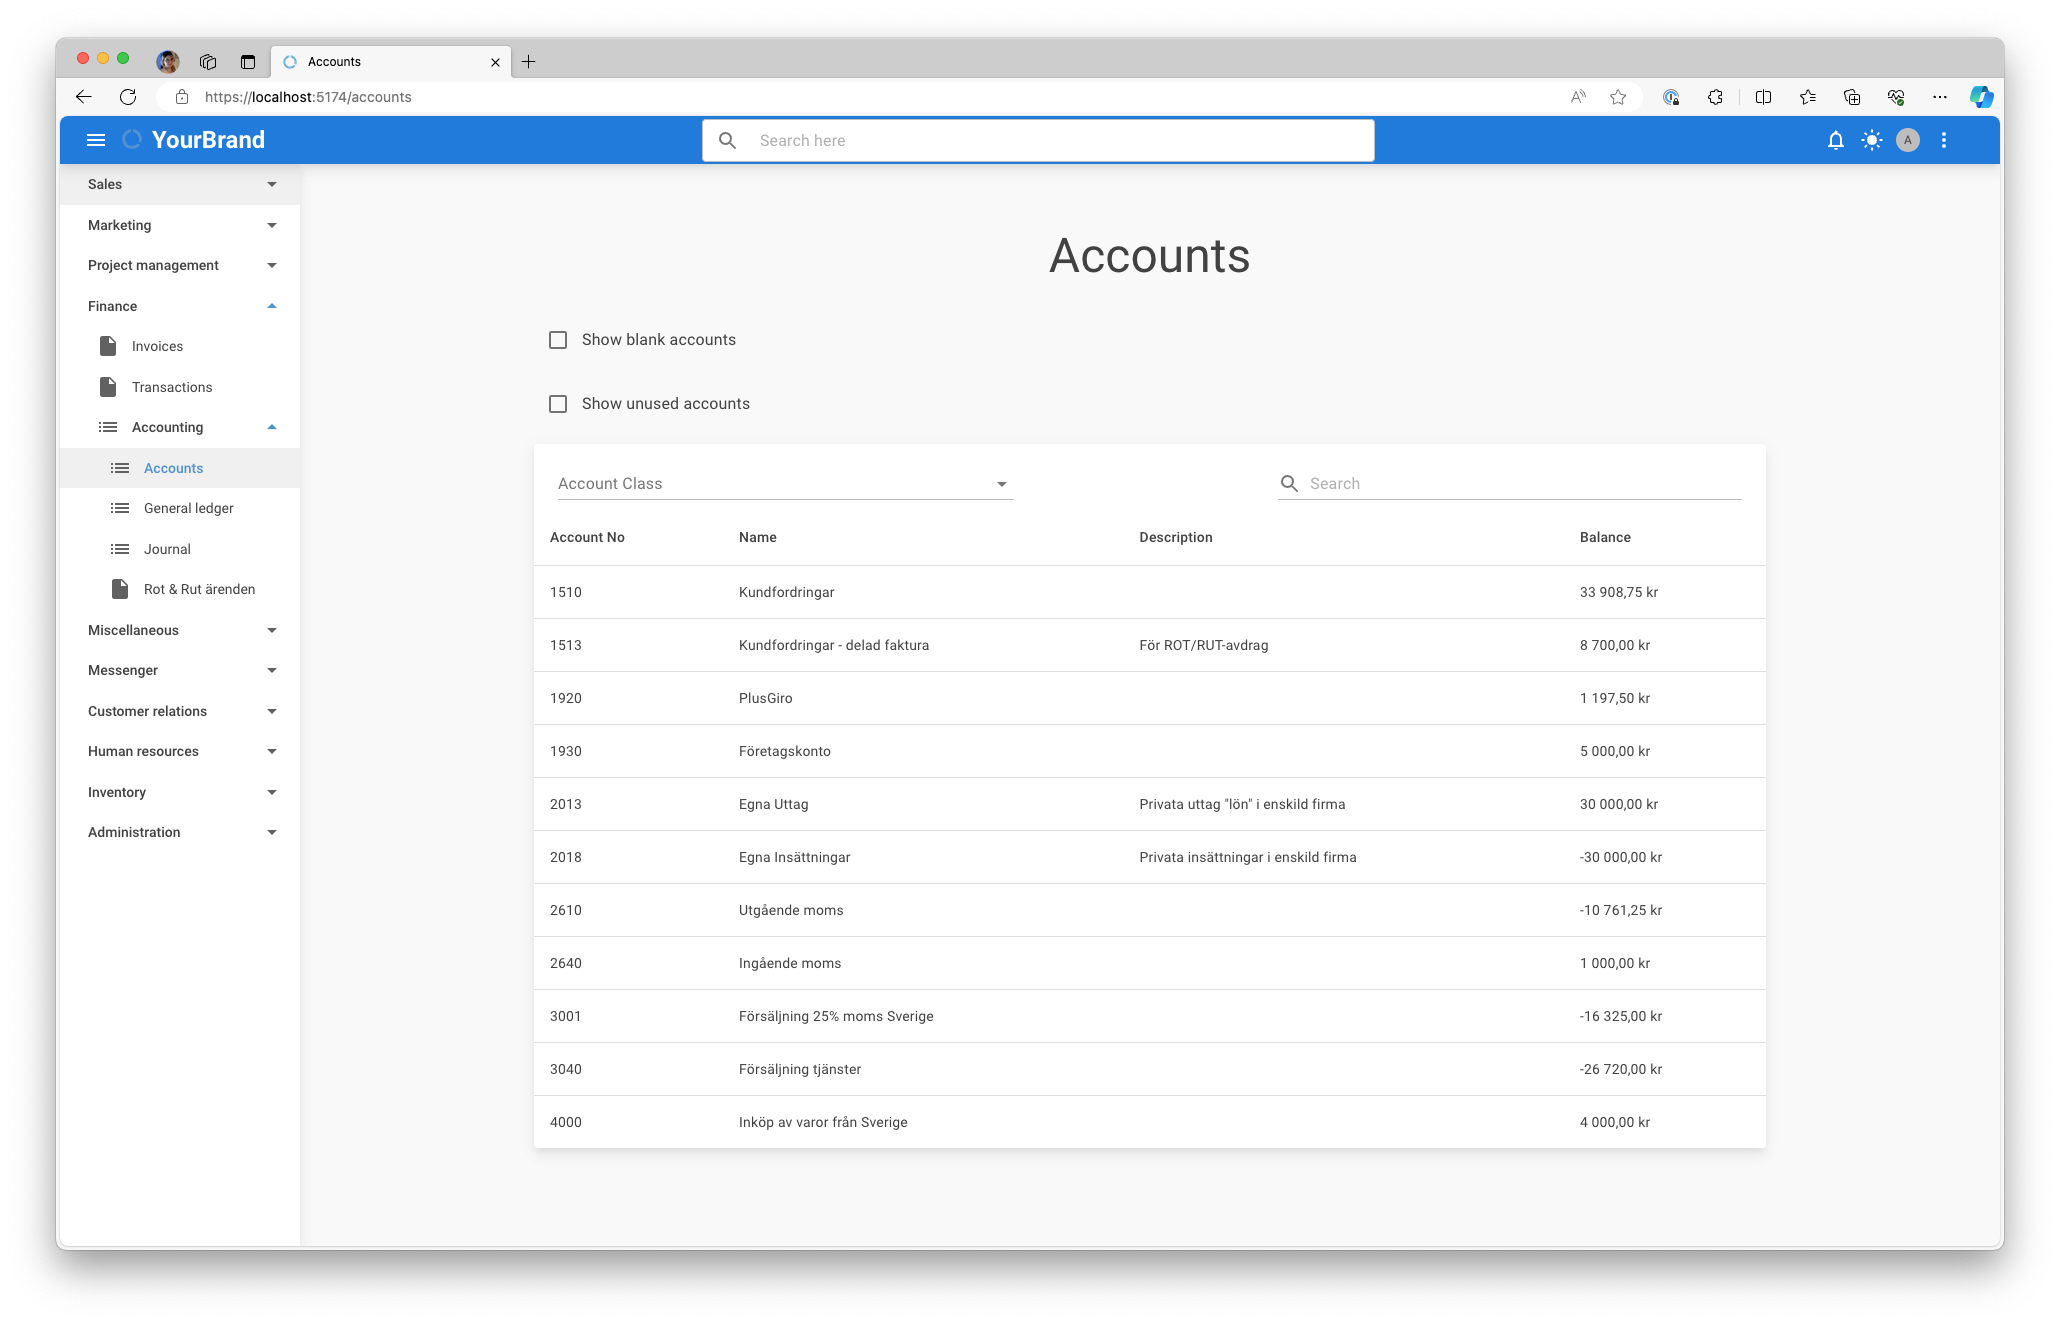 Accounts
https://localhost:5174/accounts
YourBrand
Search here
A
Sales
Marketing
Project management
Finance
Invoices
Transactions
Accounting
Accounts
General ledger
Journal
Rot & Rut ärenden
Miscellaneous
Messenger
Customer relations
Human resources
Inventory
Administration
Accounts
Show blank accounts
Show unused accounts
Account Class Search
Account No Name Description Balance
1510 Kundfordringar 33 908,75 kr
1513 Kundfordringar - delad faktura För ROT/RUT-avdrag 8 700,00 kr
1920 PlusGiro 1 197,50 kr
1930 Företagskonto 5 000,00 kr
2013 Egna Uttag Privata uttag "lön" i enskild firma 30 000,00 kr
2018 Egna Insättningar Privata insättningar i enskild firma -30 000,00 kr
2610 Utgående moms -10 761,25 kr
2640 Ingående moms 1 000,00 kr
3001 Försäljning 25% moms Sverige -16 325,00 kr
3040 Försäljning tjänster -26 720,00 kr
4000 Inköp av varor från Sverige 4 000,00 kr